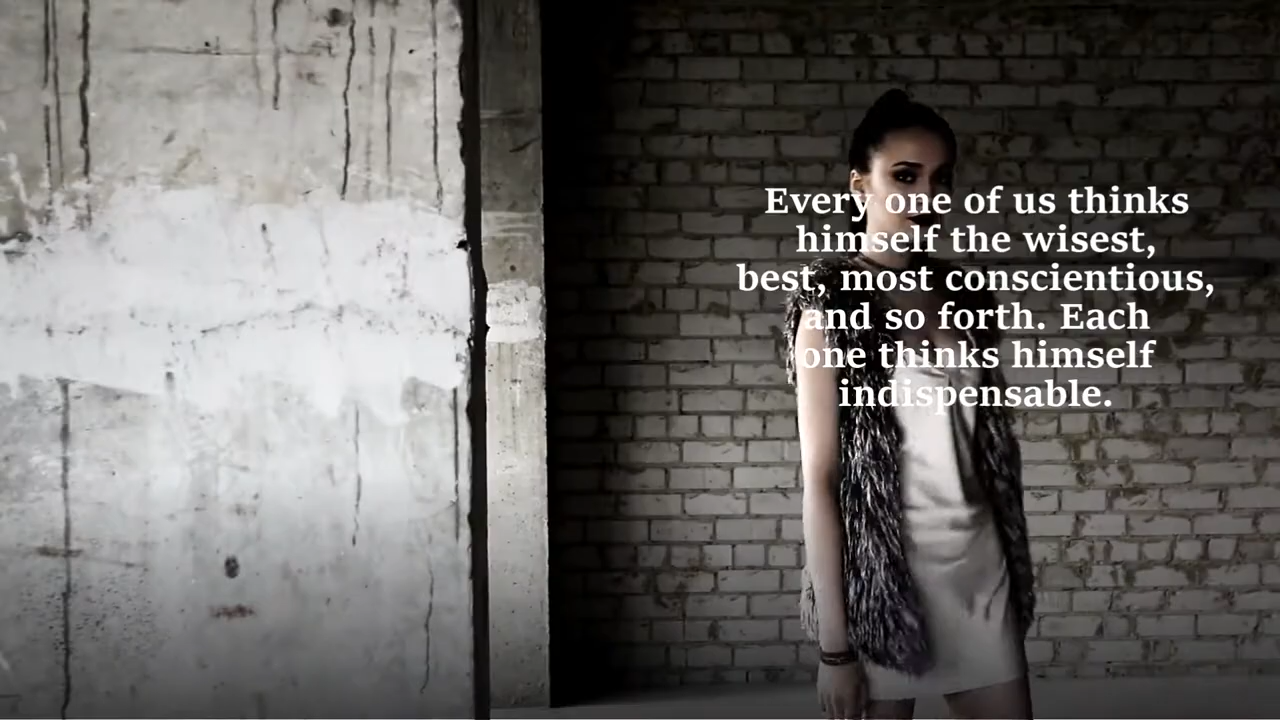 Every one of us thinks
himself the wisest,
best, most conscientious,
and so forth. Each
one thinks himself
indispensable.